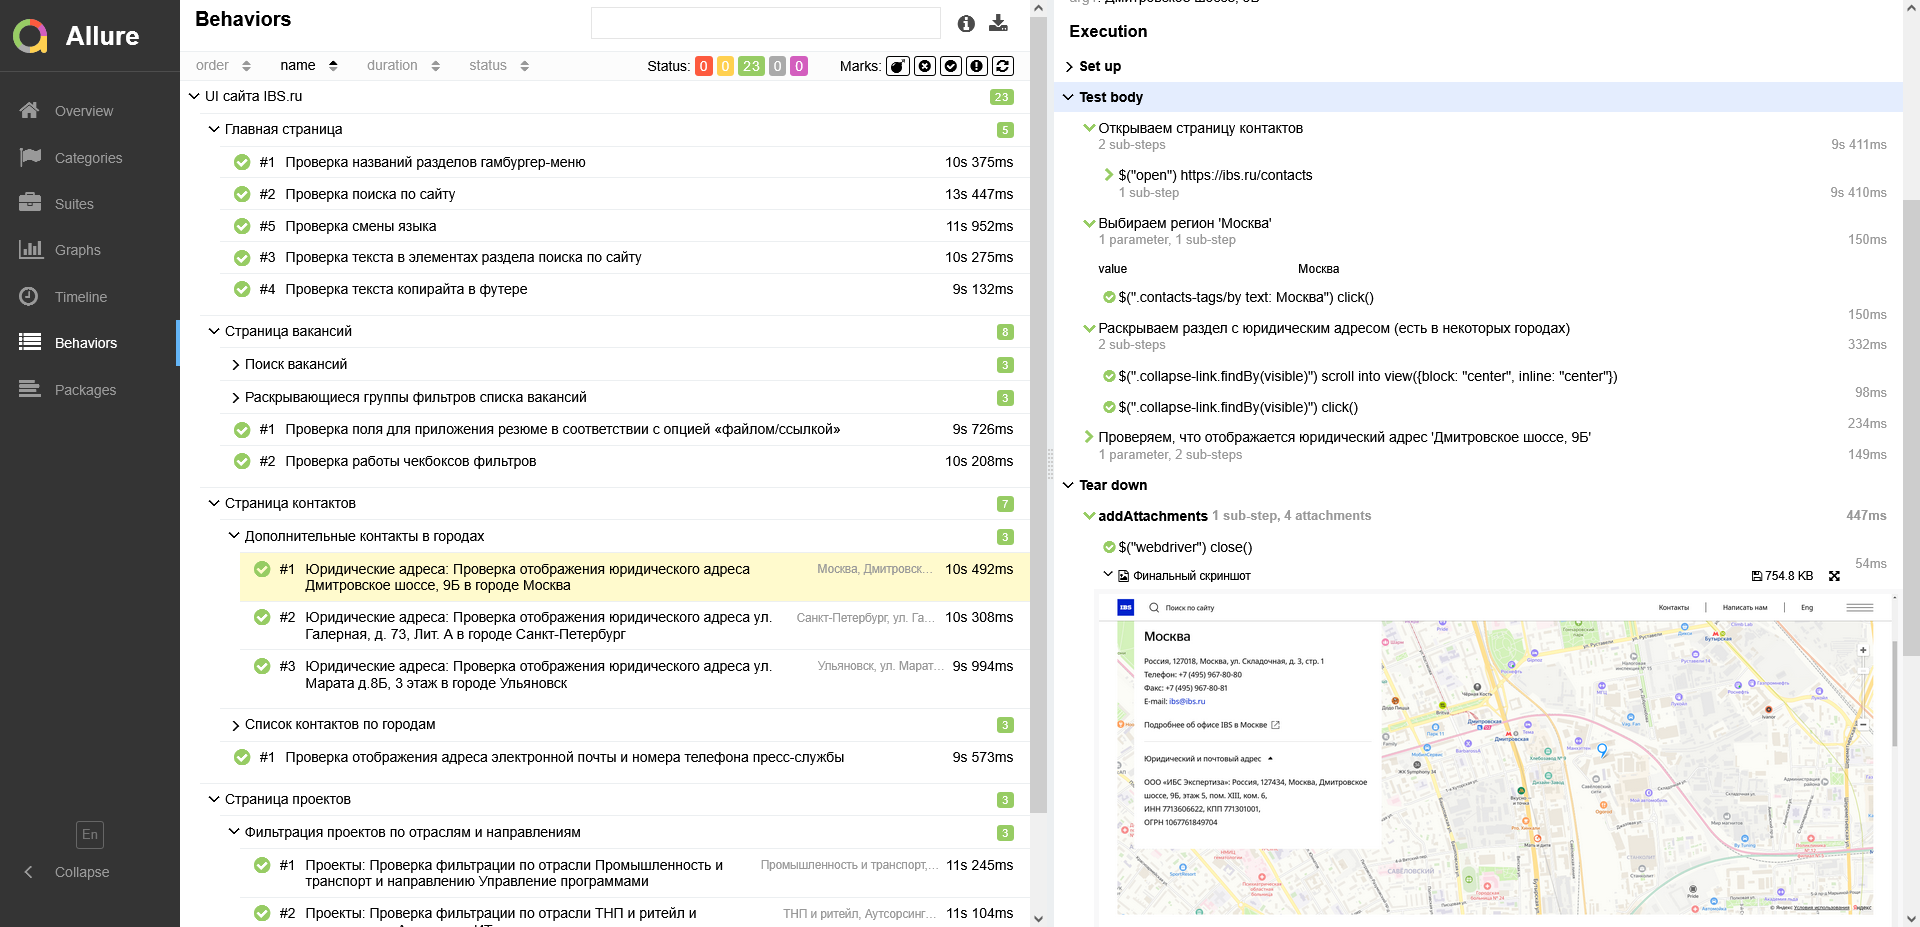 Allure
Overview
Categories
Suites
Graphs
Timeline
Behaviors
Packages
En
Collapse
Behaviors
order name duration status
Status: 0 0 23 0 0
Marks:
UI сайта IBS.ru 23
Главная страница 5
#1 Проверка названий разделов гамбургер-меню 10s 375ms
#2 Проверка поиска по сайту 13s 447ms
#5 Проверка смены языка 11s 952ms
#3 Проверка текста в элементах раздела поиска по сайту 10s 275ms
#4 Проверка текста копирайта в футере 9s 132ms
Страница вакансий 8
Поиск вакансий 3
Раскрывающиеся группы фильтров списка вакансий 3
#1 Проверка поля для приложения резюме в соответствии с опцией «файлом/ссылкой» 9s 726ms
#2 Проверка работы чекбоксов фильтров 10s 208ms
Страница контактов 7
Дополнительные контакты в городах 3
#1 Юридические адреса: Проверка отображения юридического адреса Москва, Дмитровск... 10s 492ms
Дмитровское шоссе, 9Б в городе Москва
#2 Юридические адреса: Проверка отображения юридического адреса ул. Санкт-Петербург, ул. Га... 10s 308ms
Галерная, д. 73, Лит. А в городе Санкт-Петербург
#3 Юридические адреса: Проверка отображения юридического адреса ул. Ульяновск, ул. Марат... 9s 994ms
Марата д.8Б, 3 этаж в городе Ульяновск
Список контактов по городам 3
#1 Проверка отображения адреса электронной почты и номера телефона пресс-службы 9s 573ms
Страница проектов 3
Фильтрация проектов по отраслям и направлениям 3
#1 Проекты: Проверка фильтрации по отрасли Промышленность и Промышленность и транспорт,... 11s 245ms
транспорт и направлению Управление программами
#2 Проекты: Проверка фильтрации по отрасли ТНП и ритейл и ТНП и ритейл, Аутсорсинг... 11s 104ms
Execution
Set up
Test body
Открываем страницу контактов
2 sub-steps 9s 411ms
$("open") https://ibs.ru/contacts
1 sub-step 9s 410ms
Выбираем регион 'Москва'
1 parameter, 1 sub-step 150ms
value Москва
$(".contacts-tags/by text: Москва") click()
150ms
Раскрываем раздел с юридическим адресом (есть в некоторых городах)
2 sub-steps 332ms
$(".collapse-link.findBy(visible)") scroll into view({block: "center", inline: "center"})
98ms
$(".collapse-link.findBy(visible)") click()
234ms
Проверяем, что отображается юридический адрес 'Дмитровское шоссе, 9Б'
1 parameter, 2 sub-steps 149ms
Tear down
addAttachments 1 sub-step, 4 attachments 447ms
$("webdriver") close()
54ms
Финальный скриншот 754.8 KB
IBS Поиск по сайту Контакты Написать нам Eng
Москва
Россия, 127018, Москва, ул. Складочная, д. 3, стр. 1
Телефон: +7 (495) 967-80-80
Факс: +7 (495) 967-80-81
E-mail: ibs@ibs.ru
Подробнее об офисе IBS в Москве
Юридический и почтовый адрес
ООО «ИБС Экспертиза»: Россия, 127434, Москва, Дмитровское
шоссе, 9Б, этаж 5, пом. XIII, ком. 6,
ИНН 7713606622, КПП 771301001,
ОГРН 1067761849704